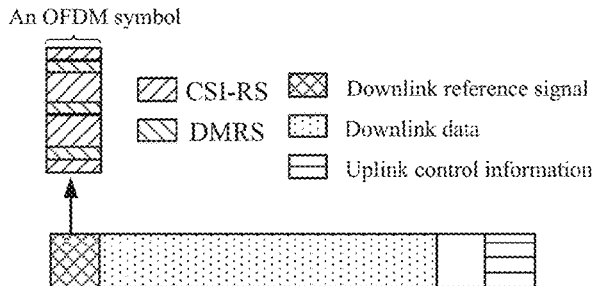 An OFDM symbol
CSI-RS
Downlink reference signal
DMRS
Downlink data
Uplink control information